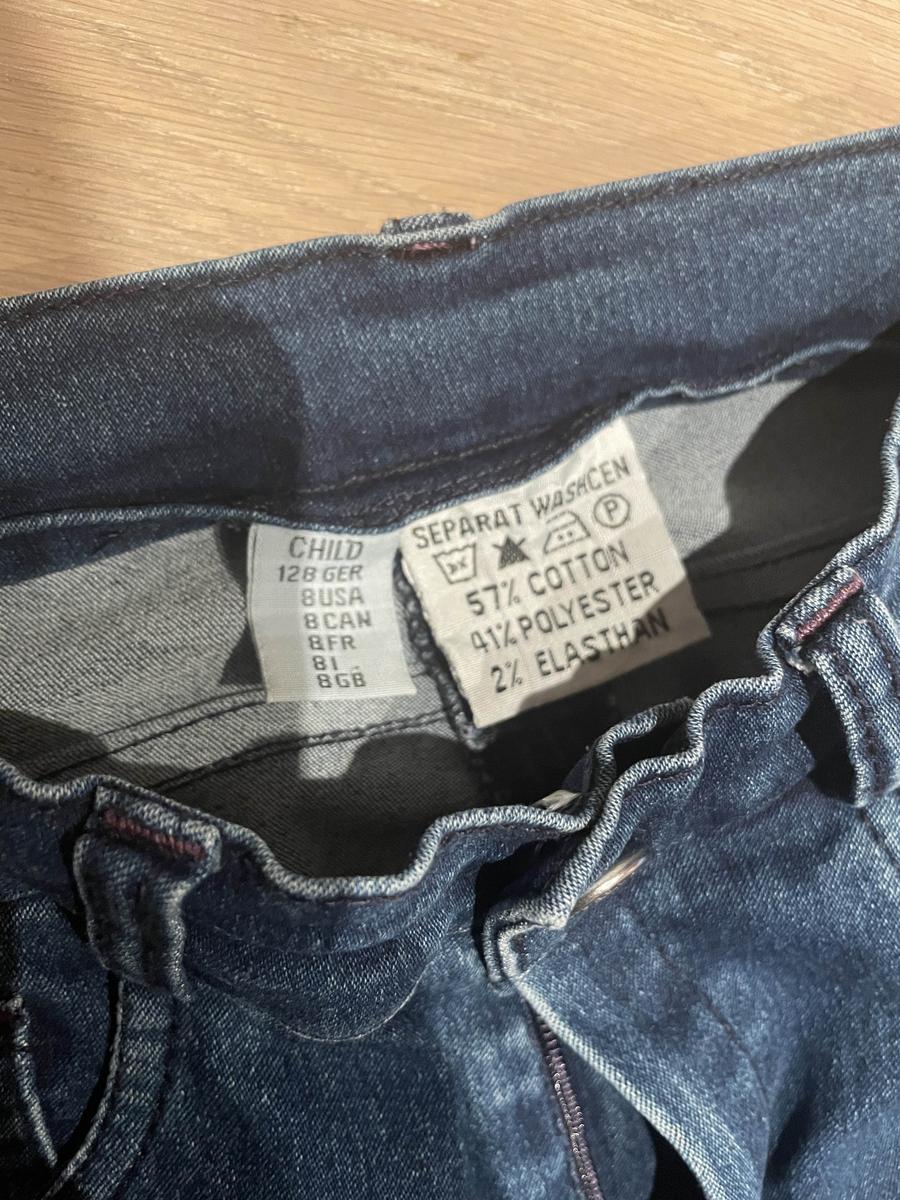 CHILD
128 GER
8 USA
8 CAN
8 FR
8 I
8 GB
SEPARAT WASHCEN
P
57% COTTON
41% POLYESTER
2% ELASTHAN